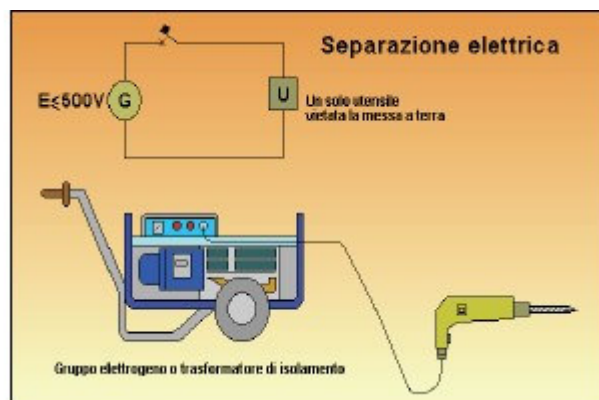 Separazione elettrica
E≤500V
G
U
Un solo utensile
vietata la messa a terra
Gruppo elettrogeno o trasformatore di isolamento